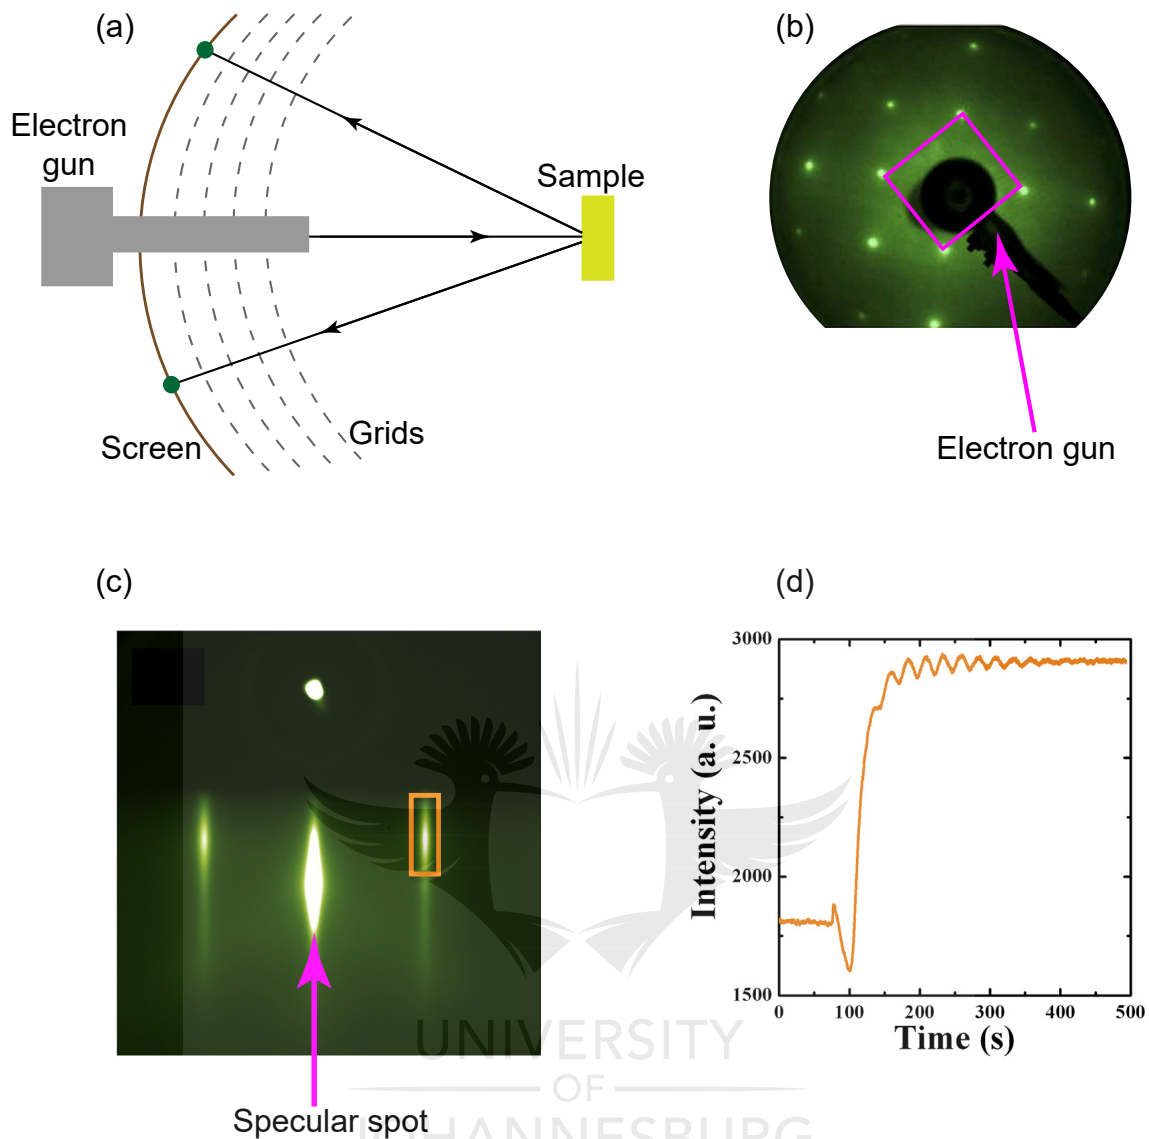 (a)
Electron
gun
Sample
Screen
Grids
(b)
Electron gun
(c)
Specular spot
(d)
3000
2500
2000
1500
Intensity (a. u.)
0
100
200
300
400
500
Time (s)
UNIVERSITY
OF
JOHANNESBURG